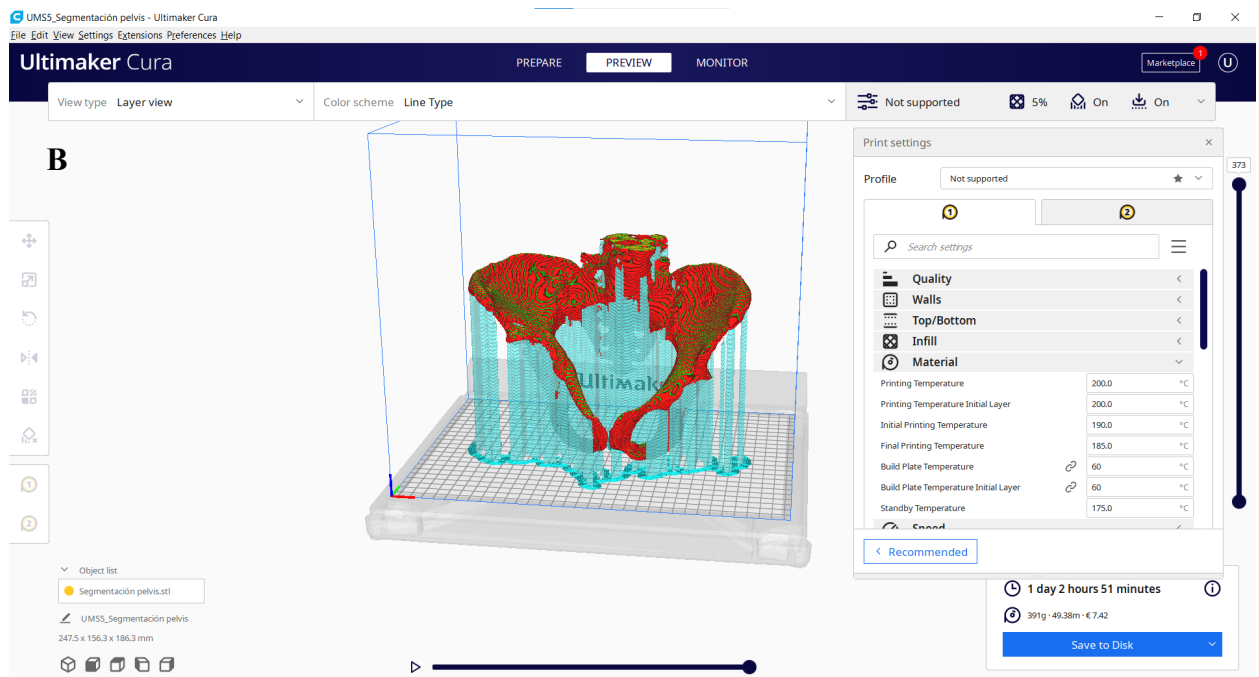 UMS5_Segmentación pelvis - Ultimaker Cura
File Edit View Settings Extensions Preferences Help
Ultimaker Cura
PREPARE PREVIEW MONITOR
Marketplace 1 U
View type Layer view
Color scheme Line Type
Not supported 5% On On
B
Print settings
373
Profile Not supported
1 2
Search settings
Quality
Walls
Top/Bottom
Infill
Material
Printing Temperature 200.0 °C
Printing Temperature Initial Layer 200.0 °C
Initial Printing Temperature 190.0 °C
Final Printing Temperature 185.0 °C
Build Plate Temperature 60 °C
Build Plate Temperature Initial Layer 60 °C
Standby Temperature 175.0 °C
Speed
Recommended
Ultimak
1
2
Object list
Segmentación pelvis.stl
UMS5_Segmentación pelvis
247.5 x 156.3 x 186.3 mm
1 day 2 hours 51 minutes
391g · 49.38m · € 7.42
Save to Disk